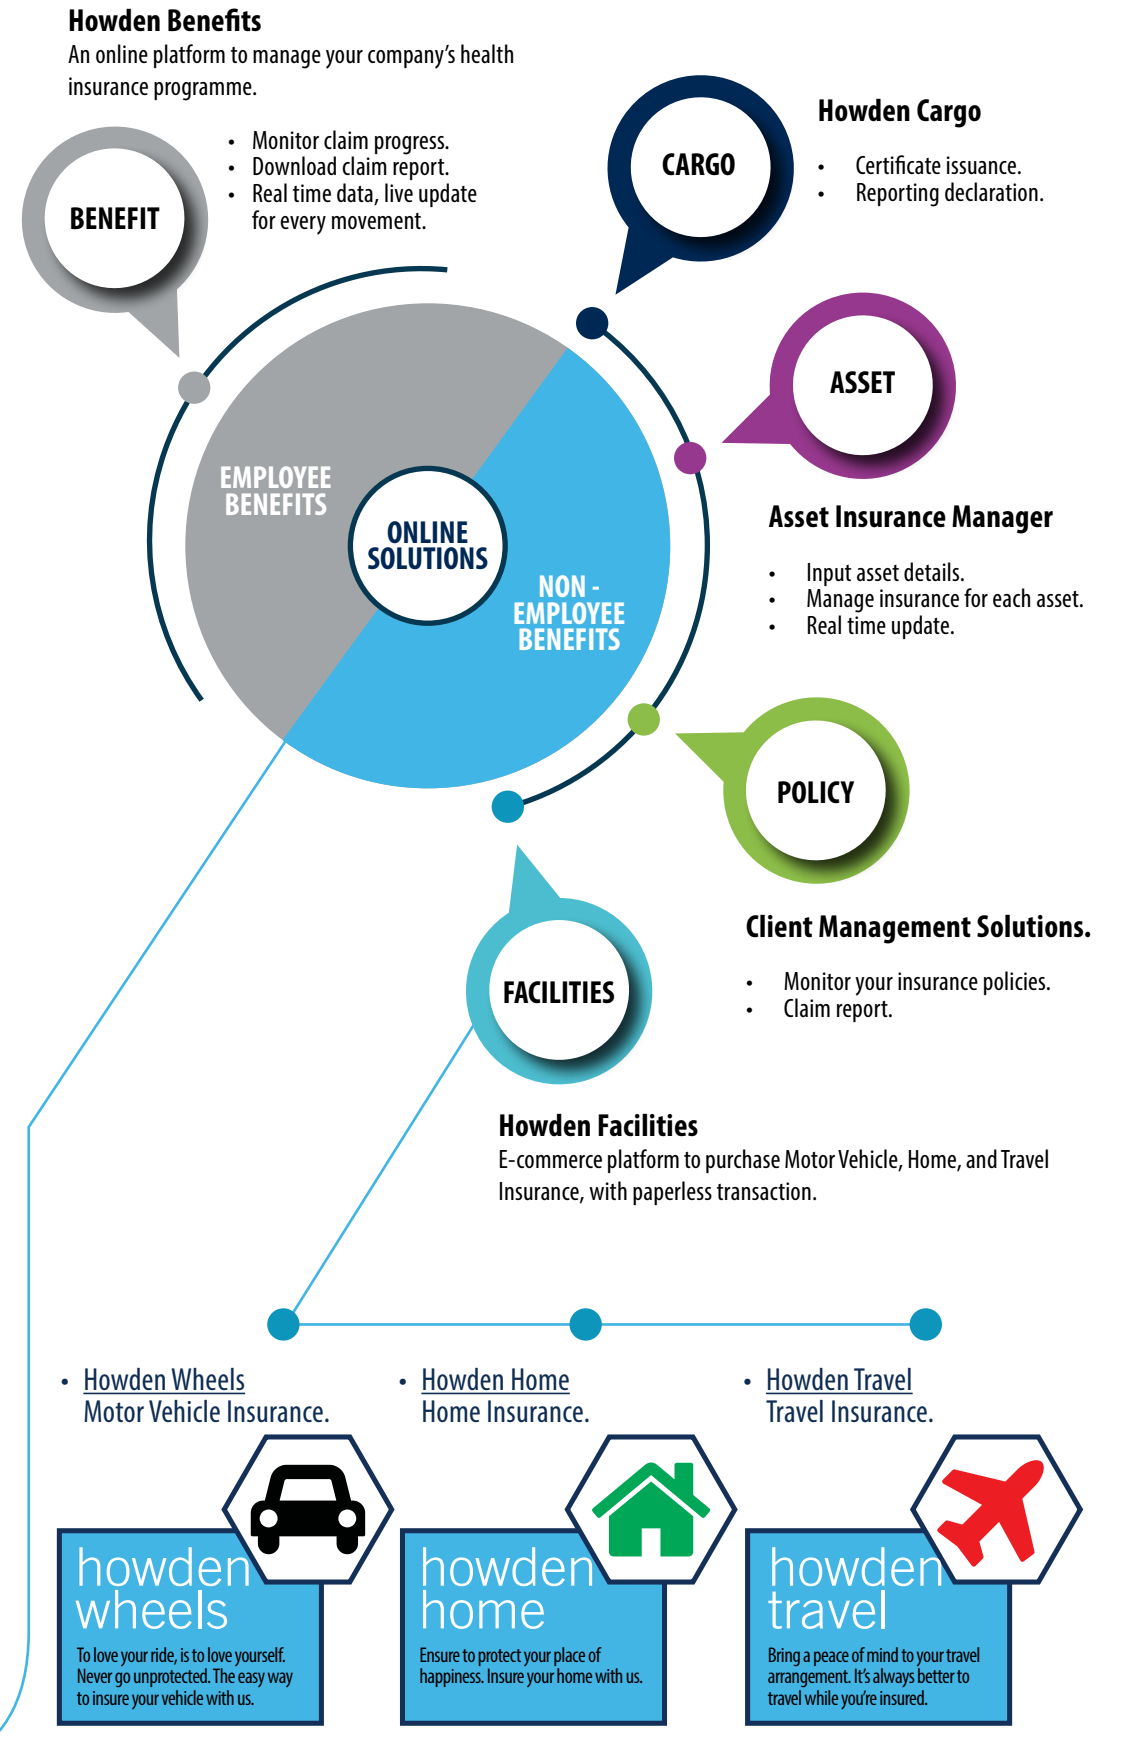 Howden Benefits
An online platform to manage your company's health
insurance programme.
• Monitor claim progress.
• Download claim report.
• Real time data, live update
for every movement.
BENEFIT
CARGO
Howden Cargo
• Certificate issuance.
• Reporting declaration.
ASSET
Asset Insurance Manager
• Input asset details.
• Manage insurance for each asset.
• Real time update.
EMPLOYEE
BENEFITS
ONLINE
SOLUTIONS
NON -
EMPLOYEE
BENEFITS
POLICY
Client Management Solutions.
• Monitor your insurance policies.
• Claim report.
FACILITIES
Howden Facilities
E-commerce platform to purchase Motor Vehicle, Home, and Travel
Insurance, with paperless transaction.
• Howden Wheels
Motor Vehicle Insurance.
• Howden Home
Home Insurance.
• Howden Travel
Travel Insurance.
howden
wheels
To love your ride, is to love yourself.
Never go unprotected. The easy way
to insure your vehicle with us.
howden
home
Ensure to protect your place of
happiness. Insure your home with us.
howden
travel
Bring a peace of mind to your travel
arrangement. It's always better to
travel while you're insured.